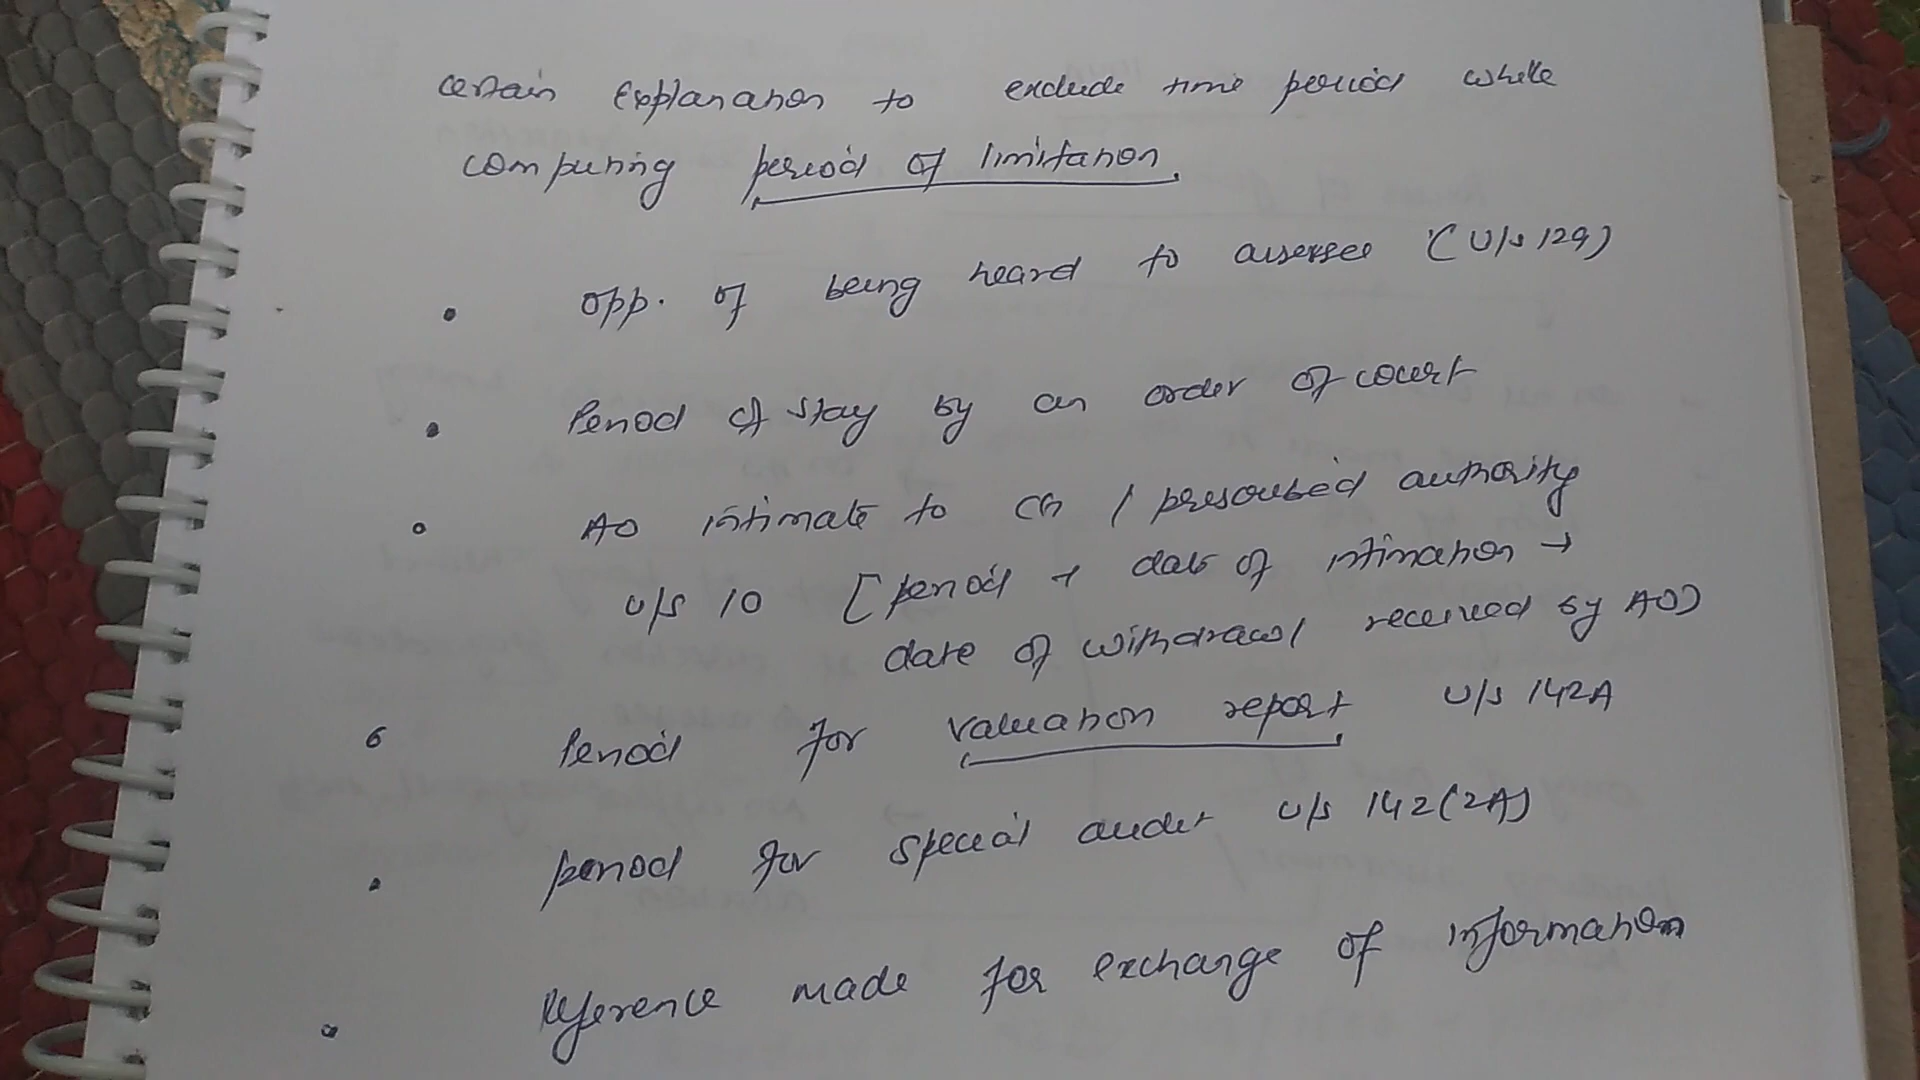 certain explanation to exclude time period while
computing period of limitation.
• opp. of being heard to assessee (U/s 129)
• Period of stay by an order of court
• AO intimate to CG / prescribed authority
u/s 10 [period → date of intimation →
date of withdrawal received by AO]
• Period for valuation report u/s 142A
• period for special audit u/s 142(2A)
• Reference made for exchange of information